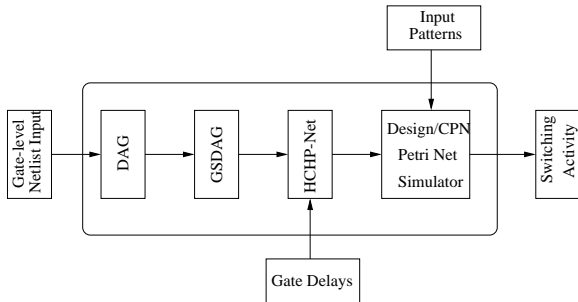 Input
Patterns
Gate-level
Netlist Input
DAG
GSDAG
HCHP-Net
Design/CPN
Petri Net
Simulator
Switching
Activity
Gate Delays